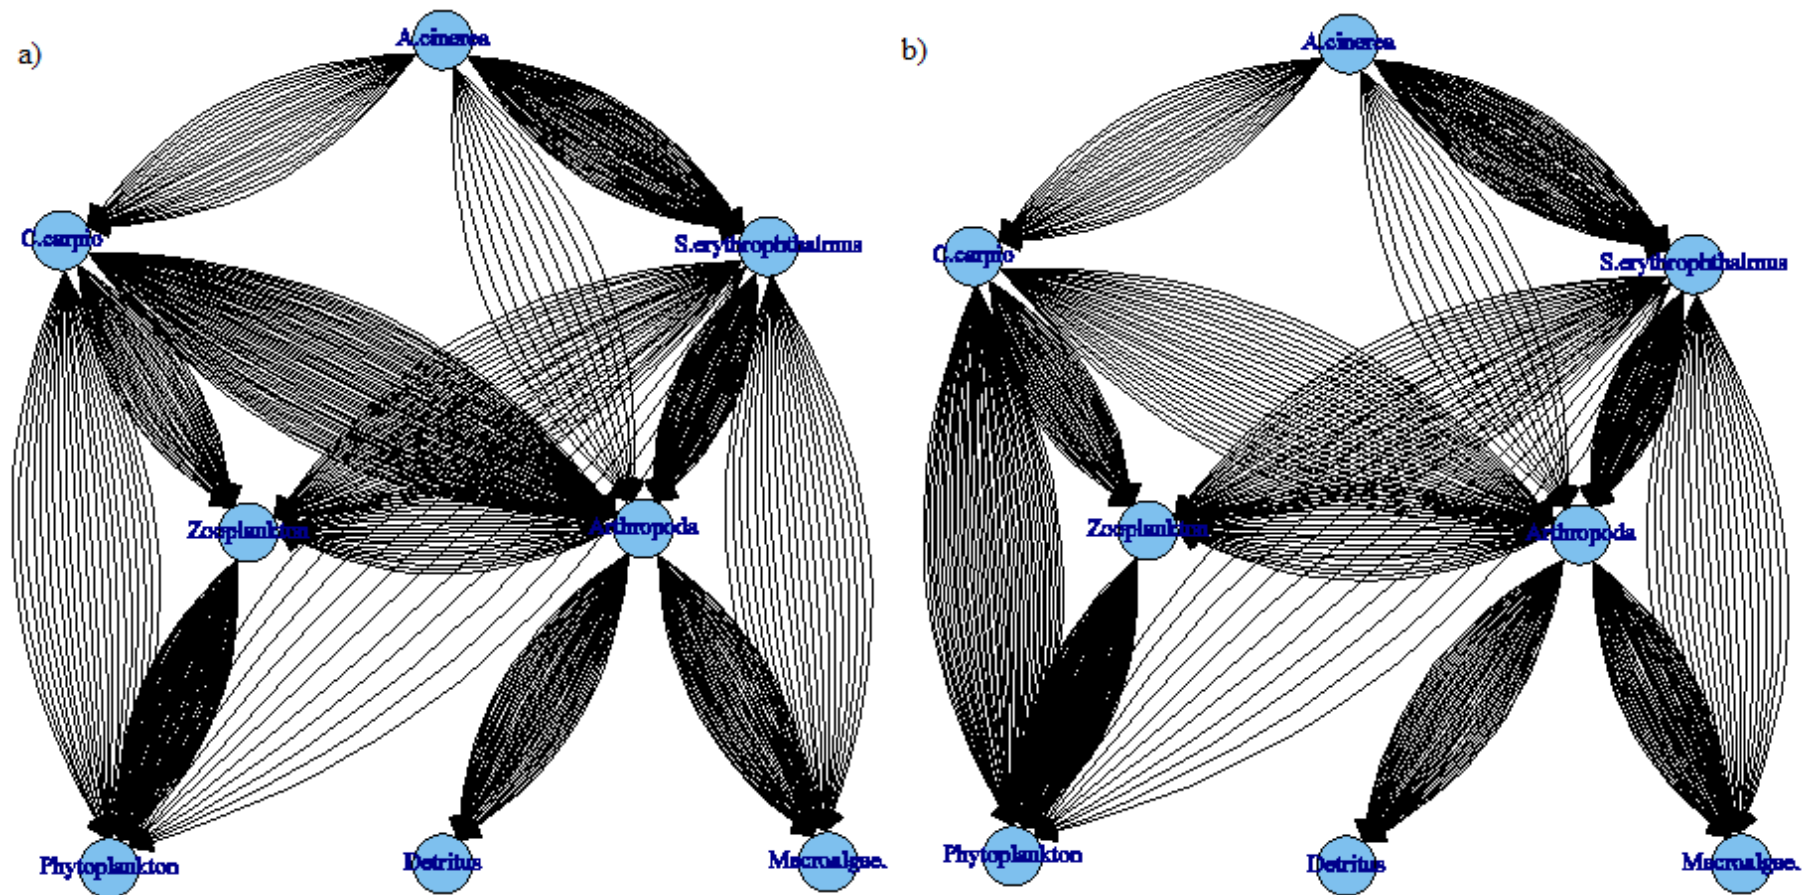 a)
A.cinerea
C.carpio
S.erythrophthalmus
Zooplankton
Arthropoda
Phytoplankton
Detritus
Macroalgae.
b)
A.cinerea
C.carpio
S.erythrophthalmus
Zooplankton
Arthropoda
Phytoplankton
Detritus
Macroalgae.